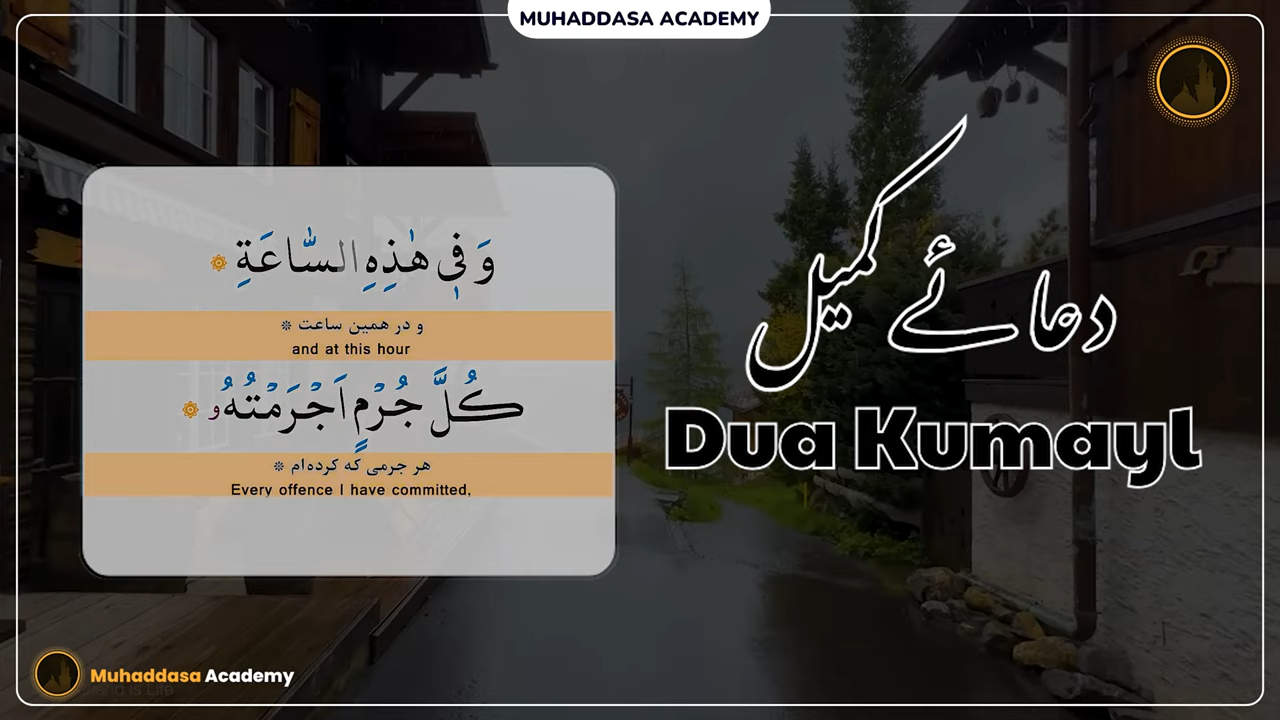 MUHADDASA ACADEMY
وَ فِیْ هٰذِهِ السَّاعَةِ
و در همین ساعت
and at this hour
كُلَّ جُرْمٍ اَجْرَمْتُهُ و
هر جرمی که کرده‌ام
Every offence I have committed,
دعائے کمیل
Dua Kumayl
Muhaddasa Academy